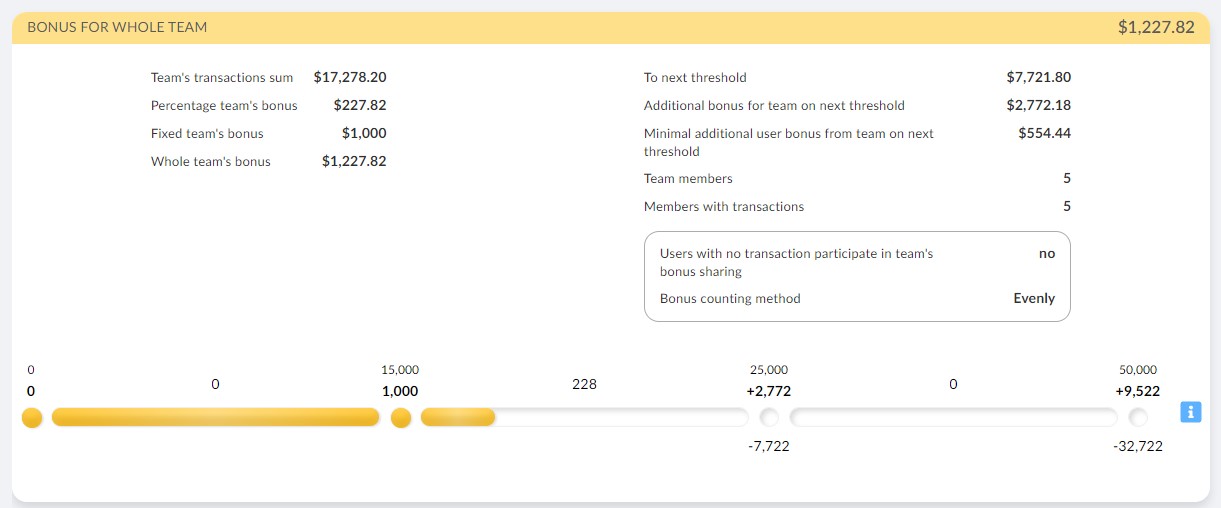 BONUS FOR WHOLE TEAM $1,227.82
Team's transactions sum $17,278.20
Percentage team's bonus $227.82
Fixed team's bonus $1,000
Whole team's bonus $1,227.82
To next threshold $7,721.80
Additional bonus for team on next threshold $2,772.18
Minimal additional user bonus from team on next $554.44
threshold
Team members 5
Members with transactions 5
Users with no transaction participate in team's no
bonus sharing
Bonus counting method Evenly
0 15,000 25,000 50,000
0 228 0
0 1,000 +2,772 +9,522
i
-7,722 -32,722